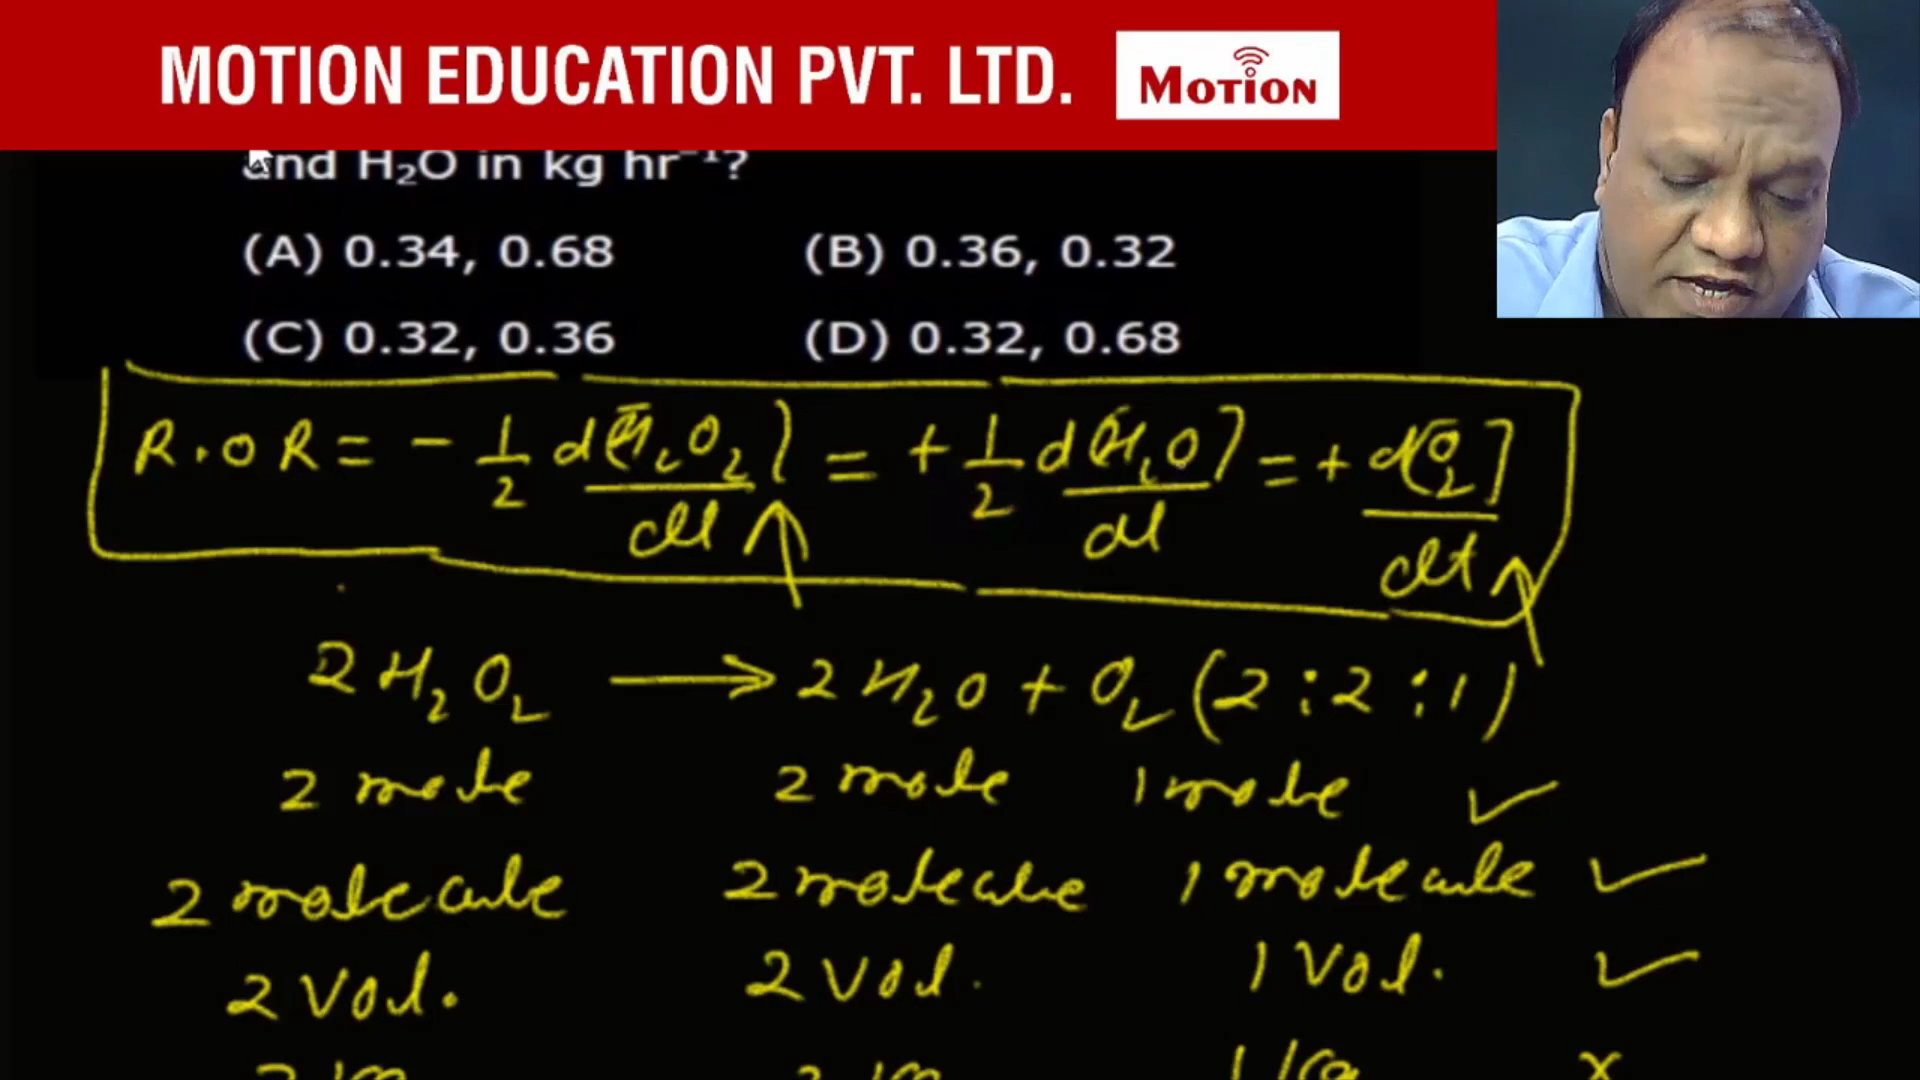 MOTION EDUCATION PVT. LTD. MOTION
and H₂O in kg hr⁻¹?
(A) 0.34, 0.68 (B) 0.36, 0.32
(C) 0.32, 0.36 (D) 0.32, 0.68
R.O R = - 1/2 d[H₂O₂]/dt = + 1/2 d[H₂O]/dt = + d[O₂]/dt
2H₂O₂ → 2H₂O + O₂ (2:2:1)
2 mole 2 mole 1 mole ✓
2 molecule 2 molecule 1 molecule ✓
2 Vol. 2 Vol. 1 Vol. ✓